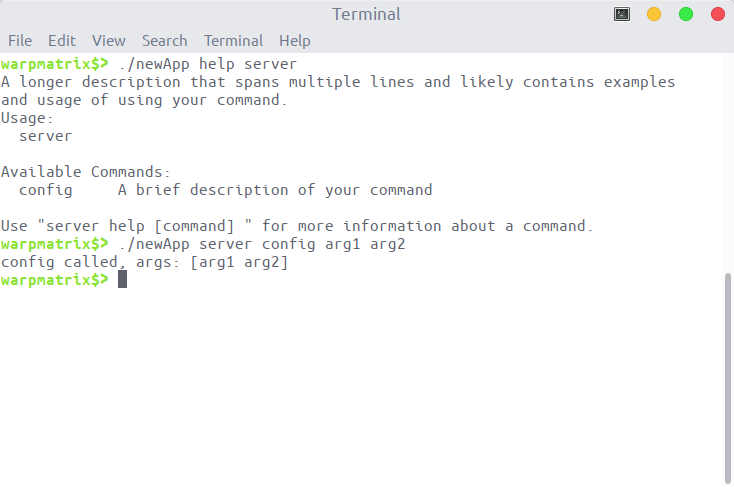 Terminal
File Edit View Search Terminal Help
warpmatrix$> ./newApp help server
A longer description that spans multiple lines and likely contains examples
and usage of using your command.
Usage:
  server

Available Commands:
  config     A brief description of your command

Use "server help [command] " for more information about a command.
warpmatrix$> ./newApp server config arg1 arg2
config called, args: [arg1 arg2]
warpmatrix$>